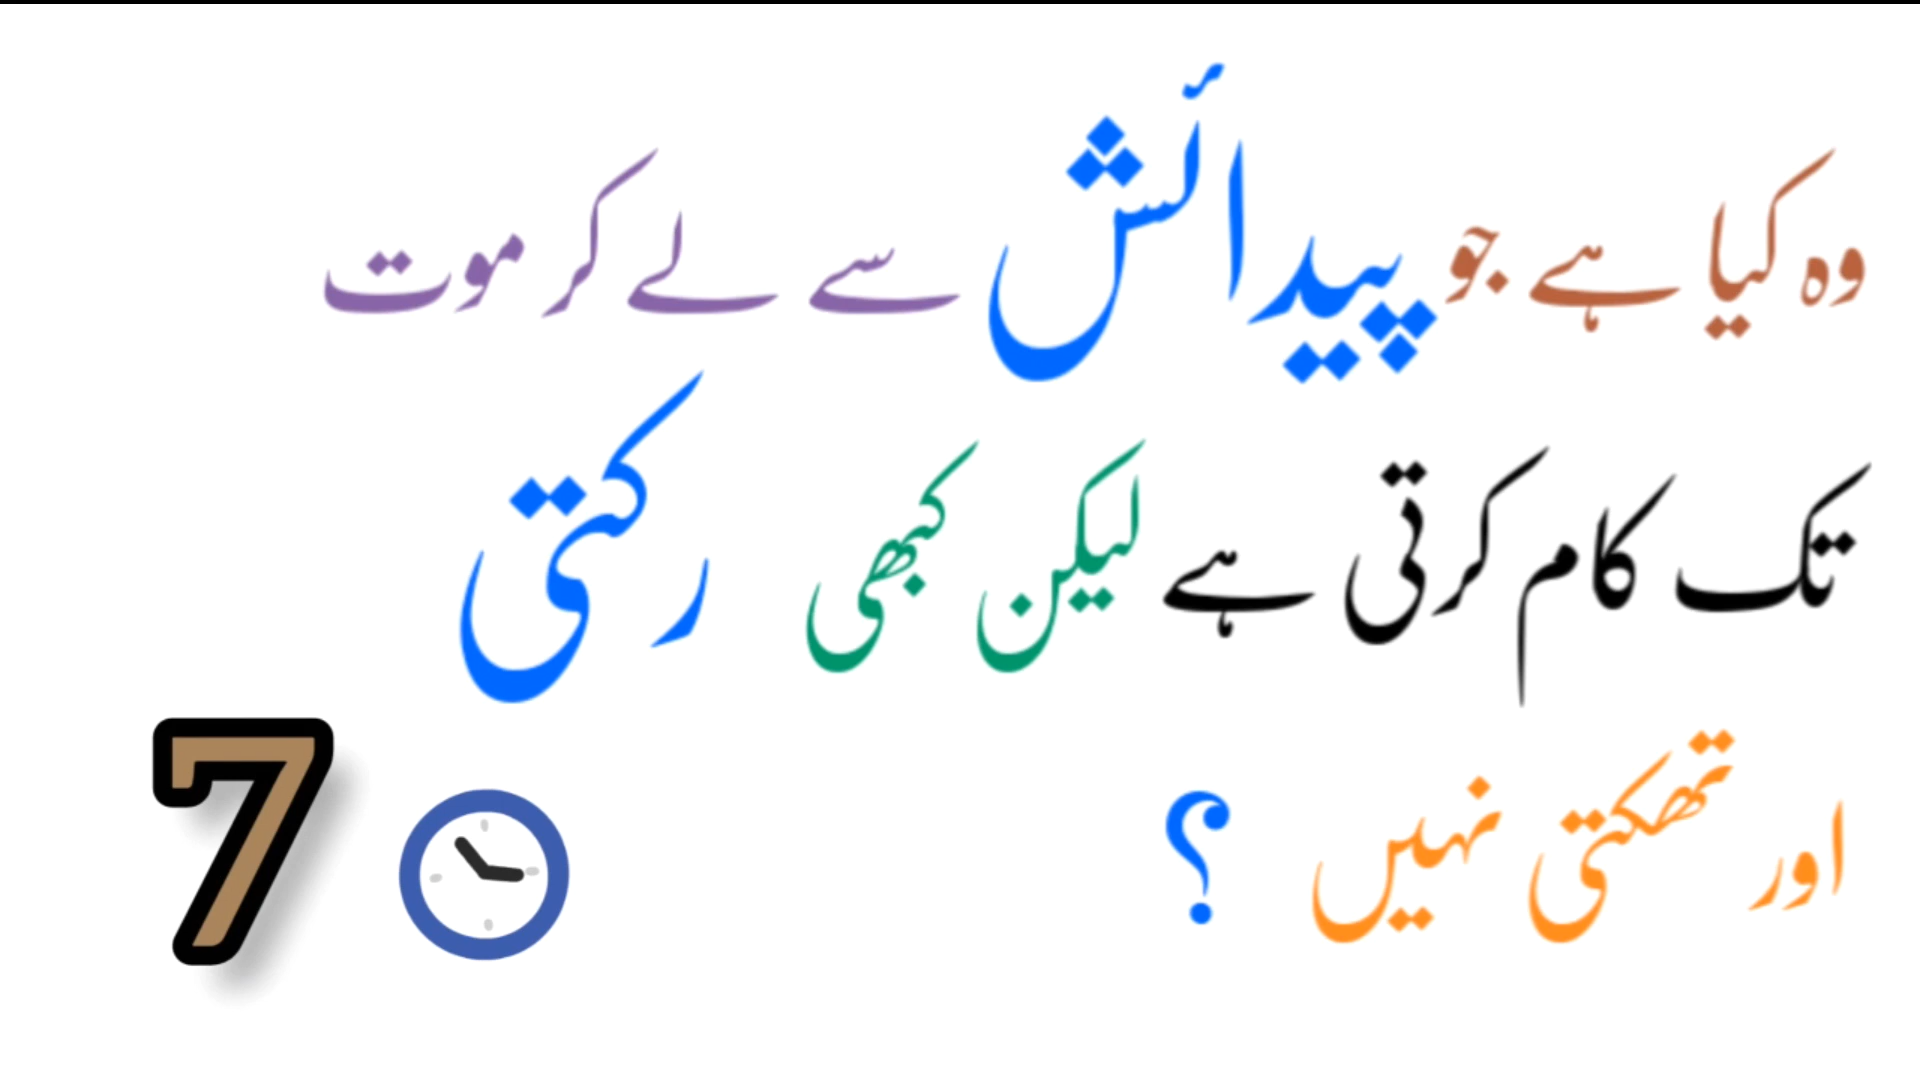 وہ کیا ہے جو پیدائش سے لے کر موت
تک کام کرتی ہے لیکن کبھی رکتی
اور تھکتی نہیں ؟
7